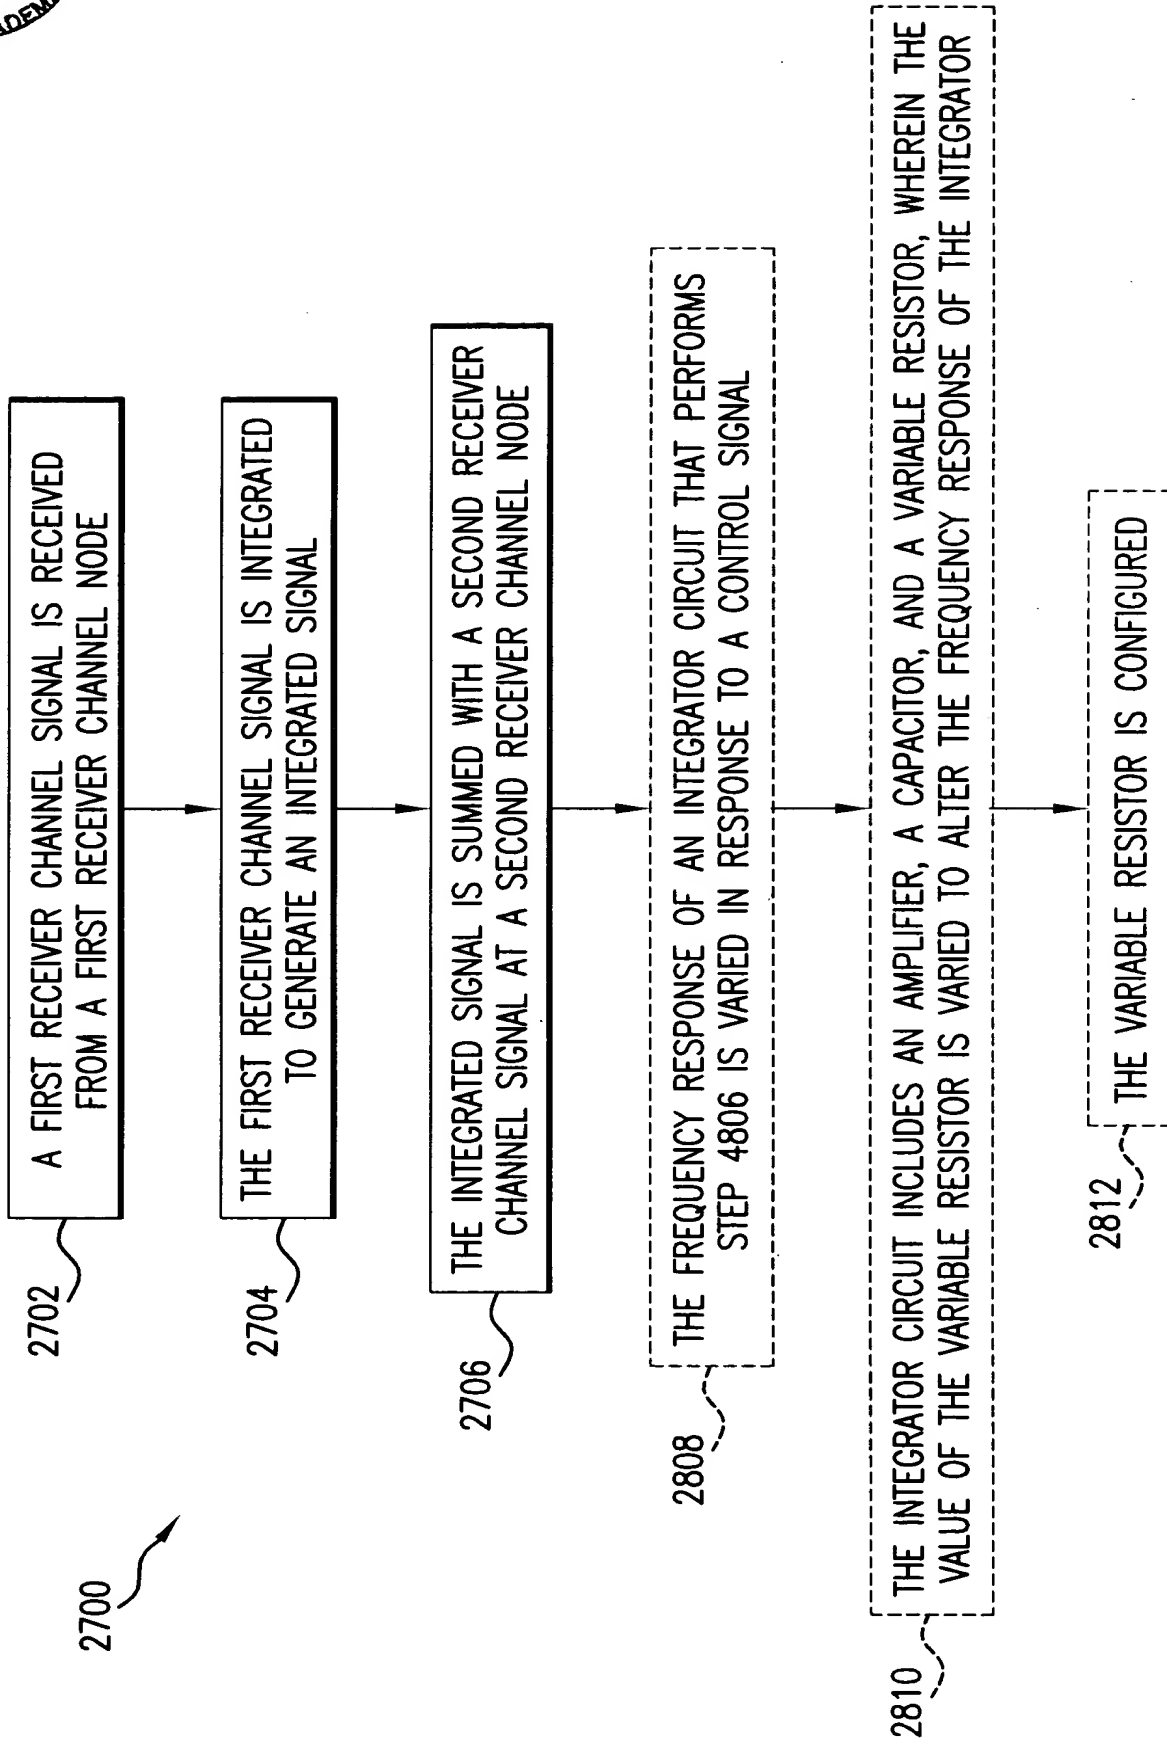 2700
2702
A FIRST RECEIVER CHANNEL SIGNAL IS RECEIVED
FROM A FIRST RECEIVER CHANNEL NODE
2704
THE FIRST RECEIVER CHANNEL SIGNAL IS INTEGRATED
TO GENERATE AN INTEGRATED SIGNAL
2706
THE INTEGRATED SIGNAL IS SUMMED WITH A SECOND RECEIVER
CHANNEL SIGNAL AT A SECOND RECEIVER CHANNEL NODE
2808
THE FREQUENCY RESPONSE OF AN INTEGRATOR CIRCUIT THAT PERFORMS
STEP 4806 IS VARIED IN RESPONSE TO A CONTROL SIGNAL
2810
THE INTEGRATOR CIRCUIT INCLUDES AN AMPLIFIER, A CAPACITOR, AND A VARIABLE RESISTOR, WHEREIN THE
VALUE OF THE VARIABLE RESISTOR IS VARIED TO ALTER THE FREQUENCY RESPONSE OF THE INTEGRATOR
2812
THE VARIABLE RESISTOR IS CONFIGURED